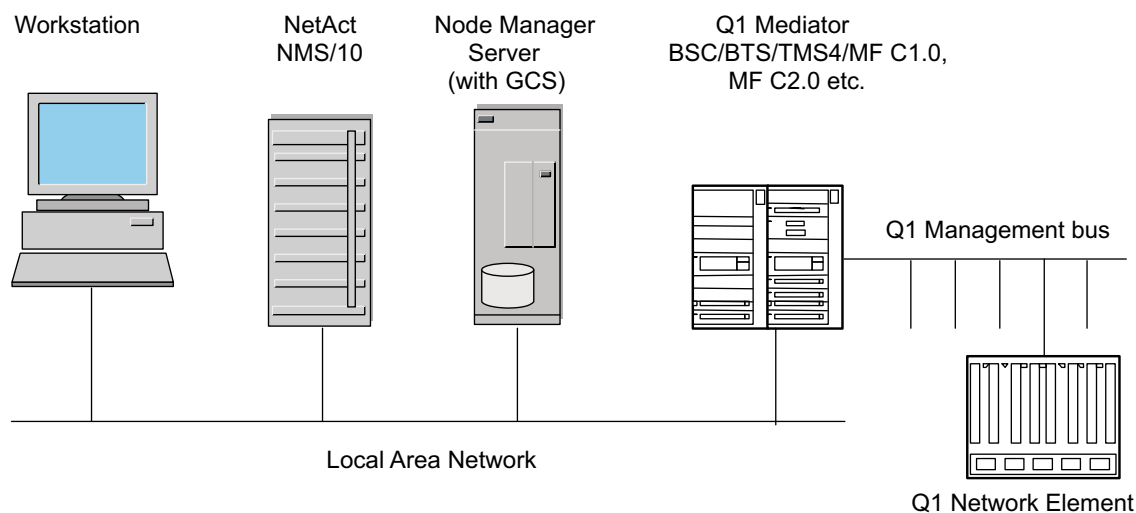 Workstation
NetAct
NMS/10
Node Manager
Server
(with GCS)
Q1 Mediator
BSC/BTS/TMS4/MF C1.0,
MF C2.0 etc.
Q1 Management bus
Local Area Network
Q1 Network Element